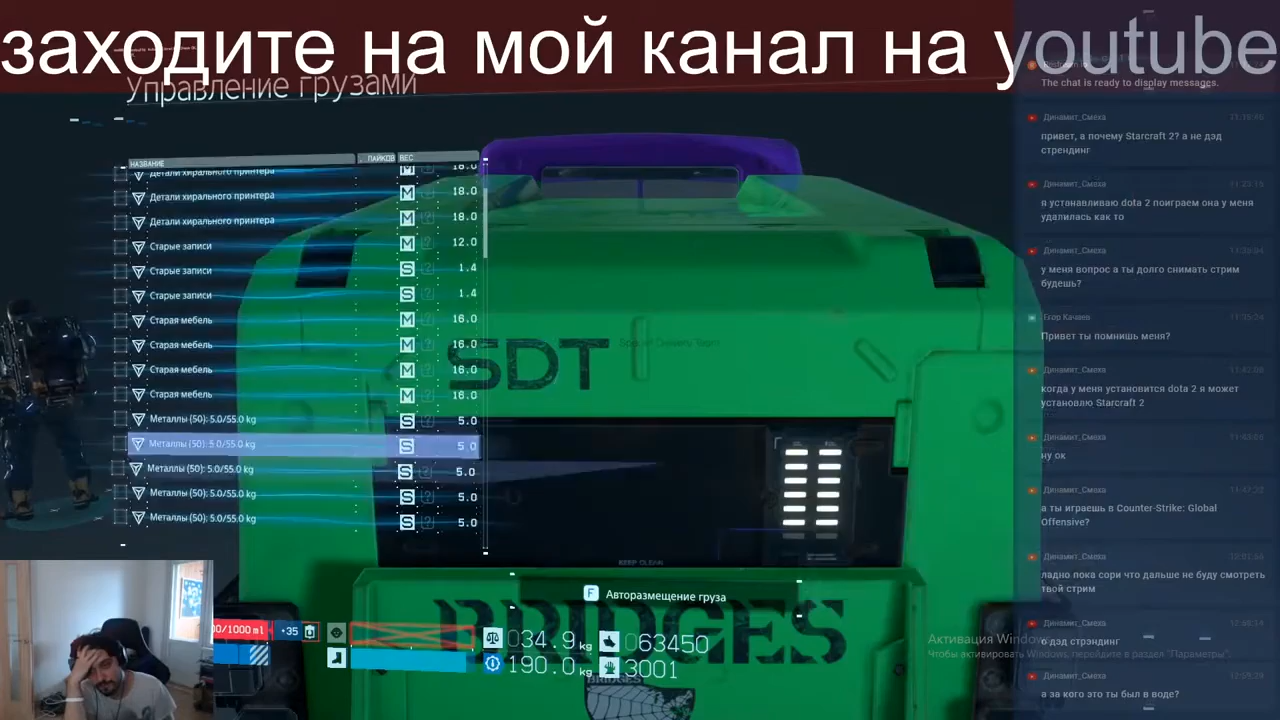 заходите на мой канал на youtube
Управление грузами
The chat is ready to display messages.
НАЗВАНИЕ ПАЙКОВ ВЕС
Детали хирального принтера M 18.0
Детали хирального принтера M 18.0
Детали хирального принтера M 18.0
Старые записи M 12.0
Старые записи S 1.4
Старые записи S 1.4
Старая мебель M 16.0
Старая мебель M 16.0
Старая мебель M 16.0
Старая мебель M 16.0
Металлы (50): 5.0/55.0 kg S 5.0
Металлы (50): 5.0/55.0 kg S 5.0
Металлы (50): 5.0/55.0 kg S 5.0
Металлы (50): 5.0/55.0 kg S 5.0
Металлы (50): 5.0/55.0 kg S 5.0
SDT
KEEP CLEAN
F Авторазмещение груза
BRIDGES
BRIDGES
0/1000 ml +35
034.9 kg 063450
190.0 kg 3001
Динамит_Смеха
привет, а почему Starcraft 2? а не дэд
стрендинг
Динамит_Смеха
я устанавливаю dota 2 поиграем она у меня
удалилась как то
Динамит_Смеха
у меня вопрос а ты долго снимать стрим
будешь?
Егор Качаев
Привет ты помнишь меня?
Динамит_Смеха
когда у меня установится dota 2 я может
установлю Starcraft 2
Динамит_Смеха
ну ок
Динамит_Смеха
а ты играешь в Counter-Strike: Global
Offensive?
Динамит_Смеха
ладно пока сори что дальше не буду смотреть
твой стрим
Динамит_Смеха
о дэд стрэндинг
Активация Windows
Чтобы активировать Windows, перейдите в раздел "Параметры".
Динамит_Смеха
а за кого это ты был в воде?